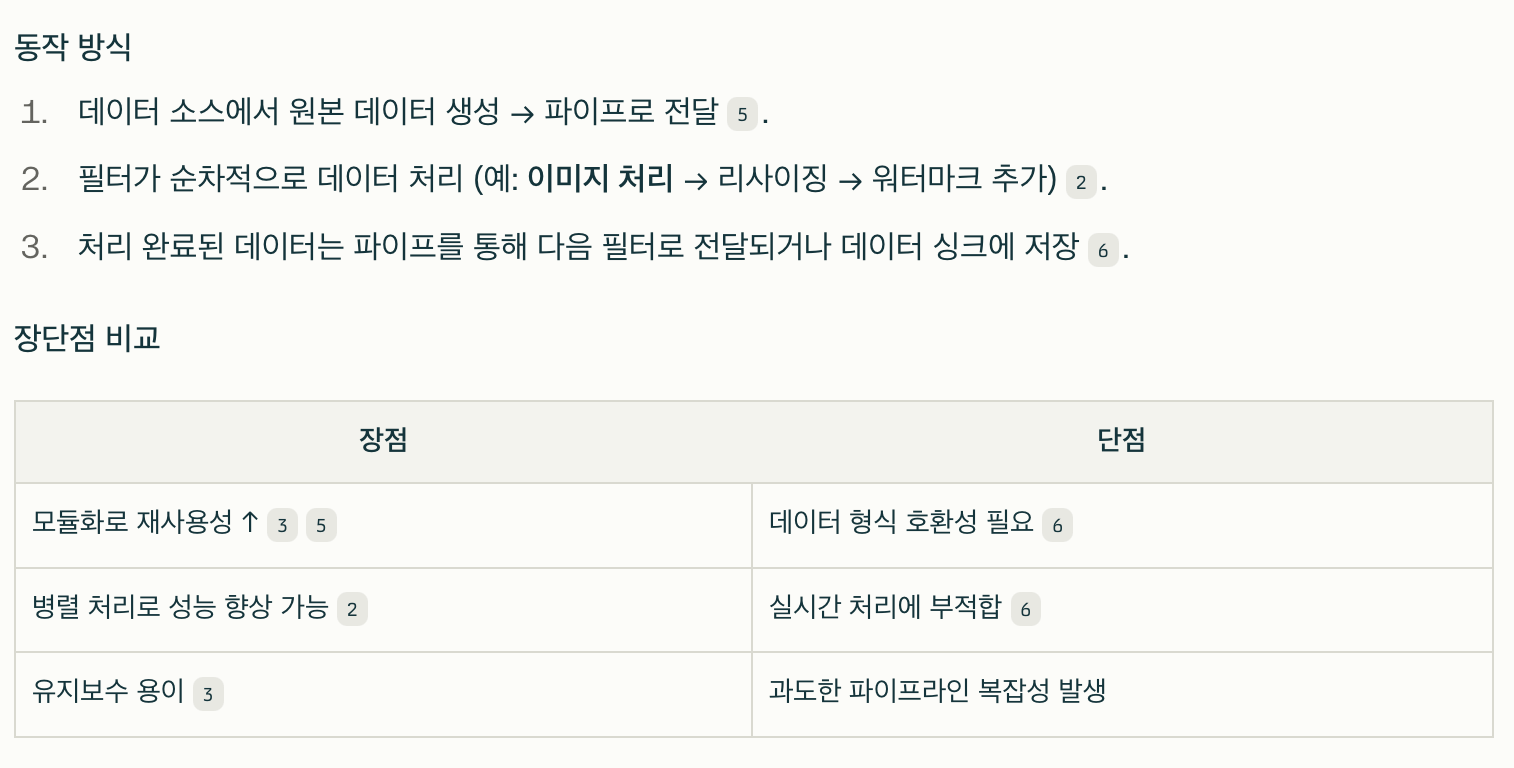 동작 방식
1. 데이터 소스에서 원본 데이터 생성 → 파이프로 전달 5 .
2. 필터가 순차적으로 데이터 처리 (예: 이미지 처리 → 리사이징 → 워터마크 추가) 2 .
3. 처리 완료된 데이터는 파이프를 통해 다음 필터로 전달되거나 데이터 싱크에 저장 6 .
장단점 비교
장점 단점
모듈화로 재사용성 ↑ 3 5 데이터 형식 호환성 필요 6
병렬 처리로 성능 향상 가능 2 실시간 처리에 부적합 6
유지보수 용이 3 과도한 파이프라인 복잡성 발생